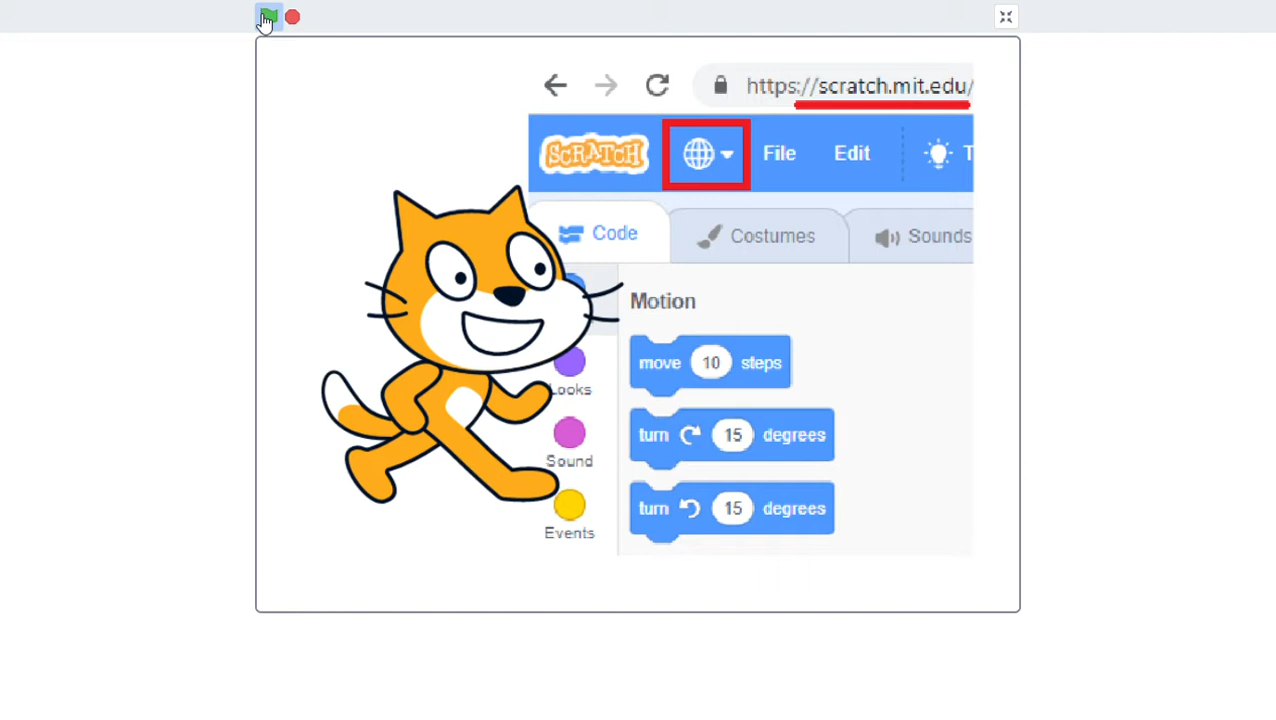 https://scratch.mit.edu/
SCRATCH File Edit T
Code Costumes Sounds
Motion
move 10 steps
Looks
turn 15 degrees
Sound
turn 15 degrees
Events